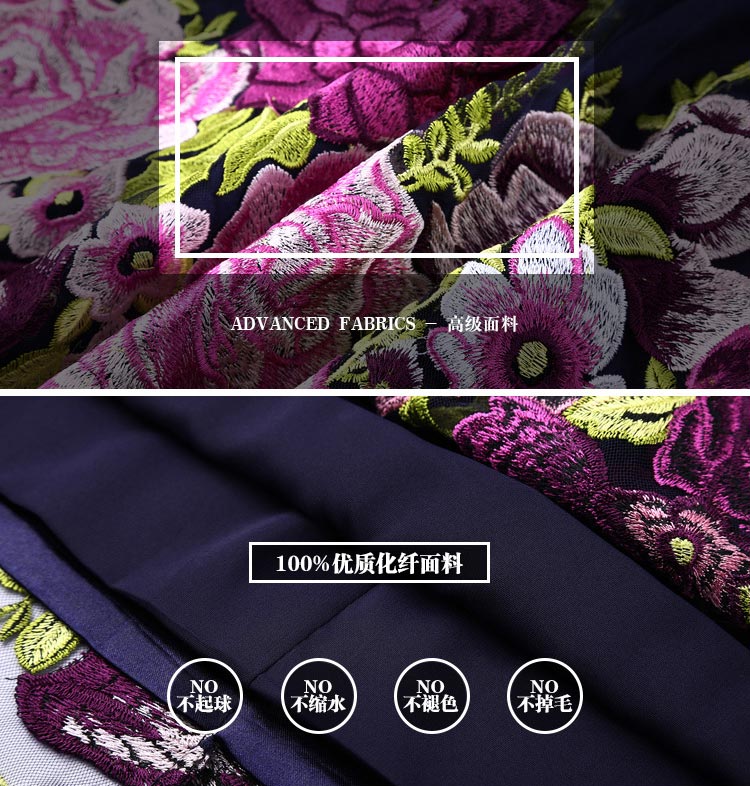 ADVANCED FABRICS - 高级面料
100%优质化纤面料
NO
不起球
NO
不缩水
NO
不褪色
NO
不掉毛